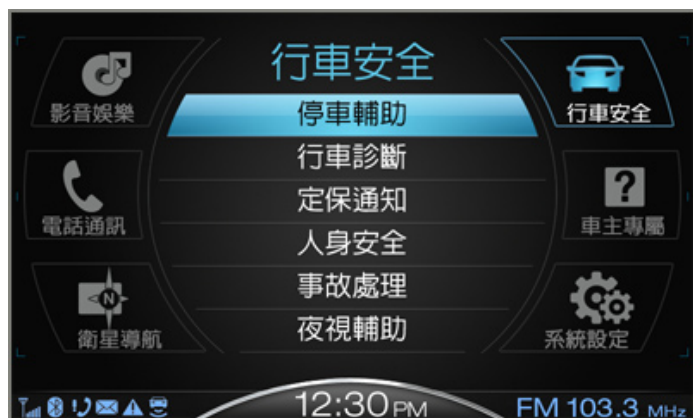 行車安全
影音娛樂
電話通訊
衛星導航
停車輔助
行車診斷
定保通知
人身安全
事故處理
夜視輔助
行車安全
?
車主專屬
系統設定
N
12:30 PM
FM 103.3 MHz